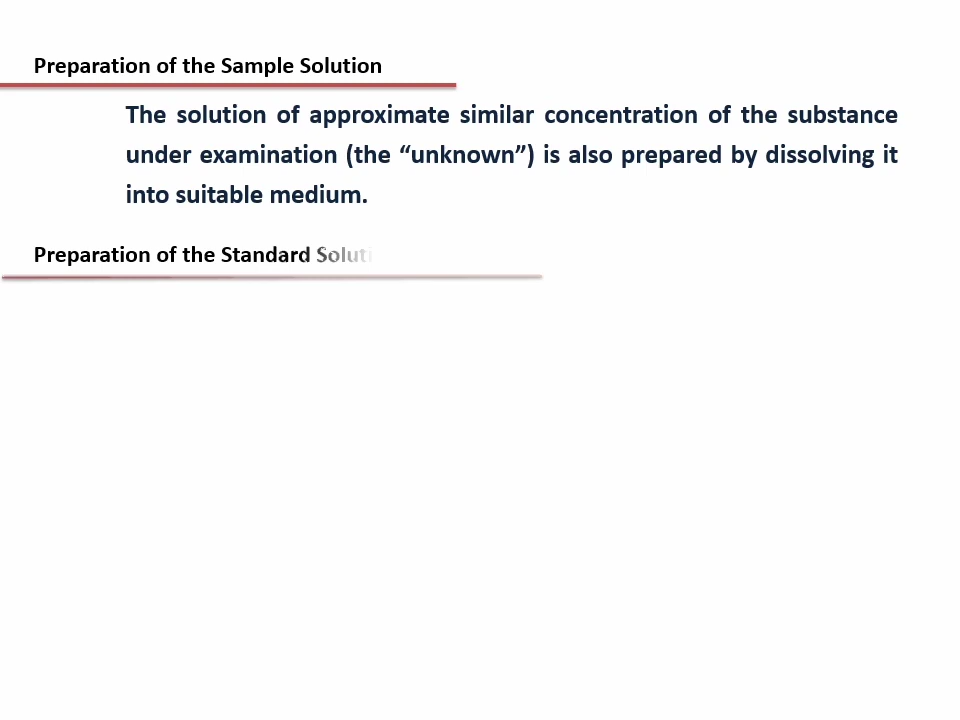 Preparation of the Sample Solution
The solution of approximate similar concentration of the substance
under examination (the “unknown”) is also prepared by dissolving it
into suitable medium.
Preparation of the Standard